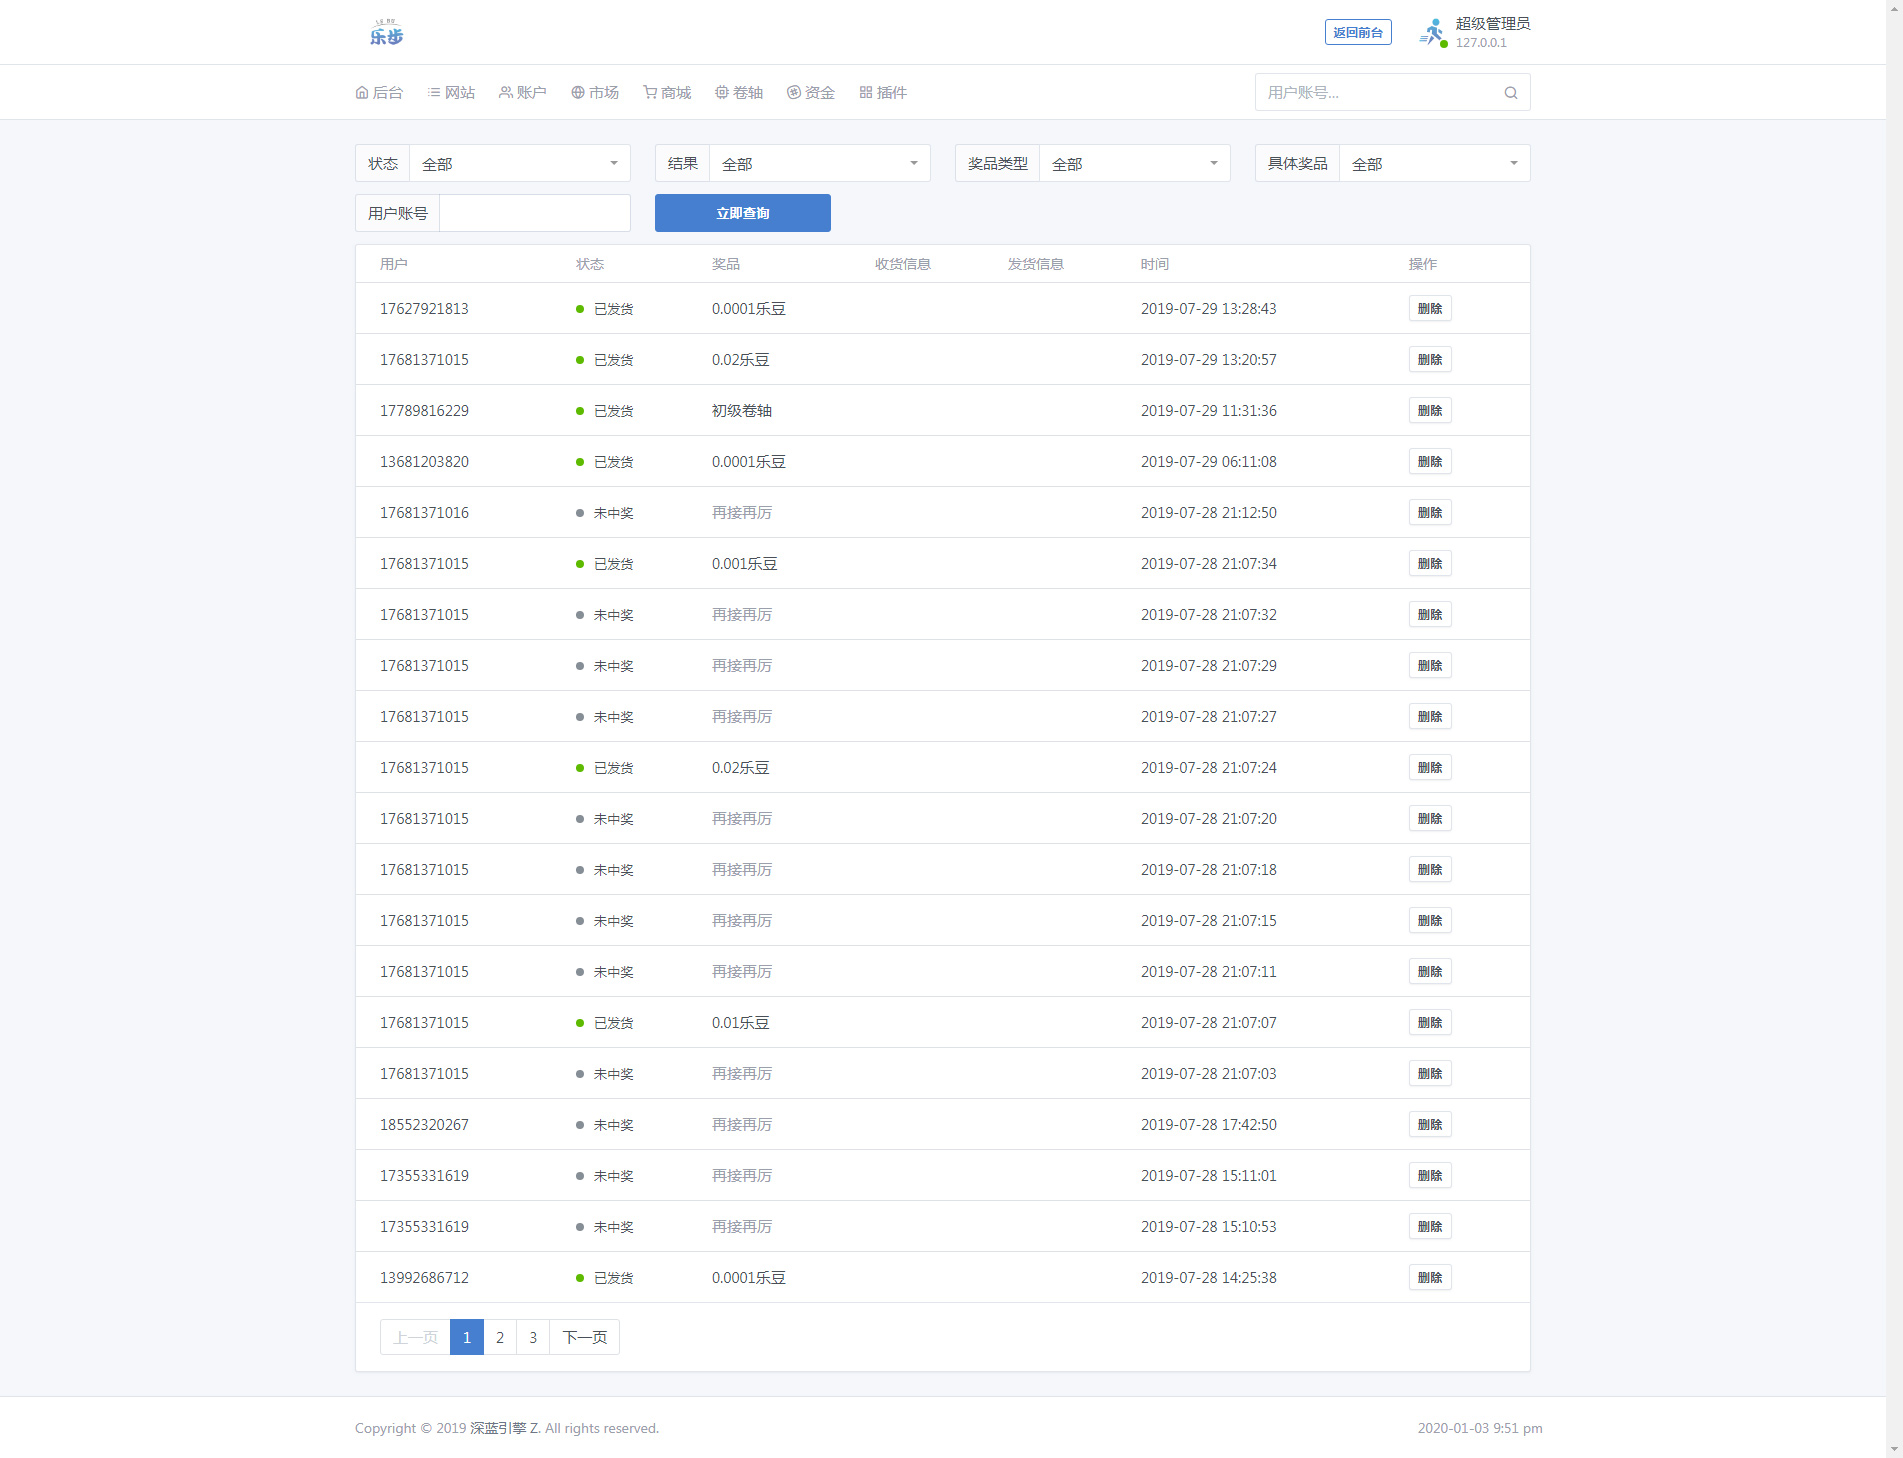 LE BU
乐步
返回前台
超级管理员
127.0.0.1
后台 网站 账户 市场 商城 卷轴 资金 插件
用户账号...
状态 全部 结果 全部 奖品类型 全部 具体奖品 全部
用户账号 立即查询
用户 状态 奖品 收货信息 发货信息 时间 操作
17627921813 已发货 0.0001乐豆 2019-07-29 13:28:43 删除
17681371015 已发货 0.02乐豆 2019-07-29 13:20:57 删除
17789816229 已发货 初级卷轴 2019-07-29 11:31:36 删除
13681203820 已发货 0.0001乐豆 2019-07-29 06:11:08 删除
17681371016 未中奖 再接再厉 2019-07-28 21:12:50 删除
17681371015 已发货 0.001乐豆 2019-07-28 21:07:34 删除
17681371015 未中奖 再接再厉 2019-07-28 21:07:32 删除
17681371015 未中奖 再接再厉 2019-07-28 21:07:29 删除
17681371015 未中奖 再接再厉 2019-07-28 21:07:27 删除
17681371015 已发货 0.02乐豆 2019-07-28 21:07:24 删除
17681371015 未中奖 再接再厉 2019-07-28 21:07:20 删除
17681371015 未中奖 再接再厉 2019-07-28 21:07:18 删除
17681371015 未中奖 再接再厉 2019-07-28 21:07:15 删除
17681371015 未中奖 再接再厉 2019-07-28 21:07:11 删除
17681371015 已发货 0.01乐豆 2019-07-28 21:07:07 删除
17681371015 未中奖 再接再厉 2019-07-28 21:07:03 删除
18552320267 未中奖 再接再厉 2019-07-28 17:42:50 删除
17355331619 未中奖 再接再厉 2019-07-28 15:11:01 删除
17355331619 未中奖 再接再厉 2019-07-28 15:10:53 删除
13992686712 已发货 0.0001乐豆 2019-07-28 14:25:38 删除
上一页 1 2 3 下一页
Copyright © 2019 深蓝引擎 Z. All rights reserved. 2020-01-03 9:51 pm